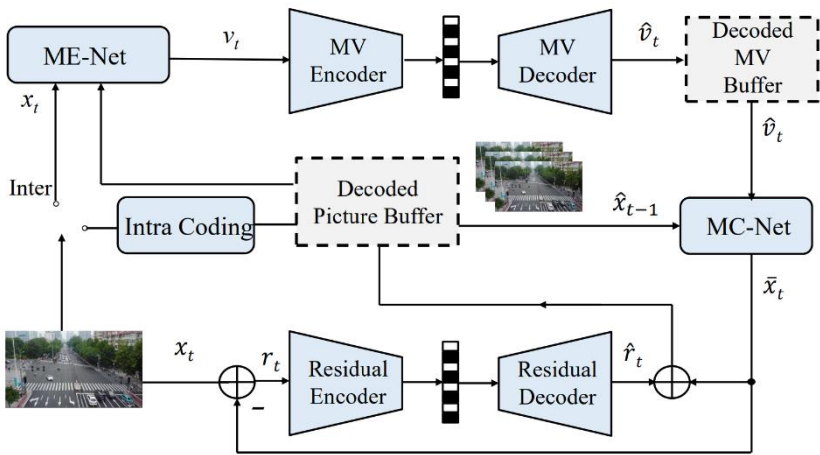 ME-Net
v_t
MV
Encoder
MV
Decoder
v̂_t
Decoded
MV
Buffer
x_t
v̂_t
Inter
Intra Coding
Decoded
Picture Buffer
x̂_{t−1}
MC-Net
x̄_t
x_t
r_t
−
Residual
Encoder
Residual
Decoder
r̂_t